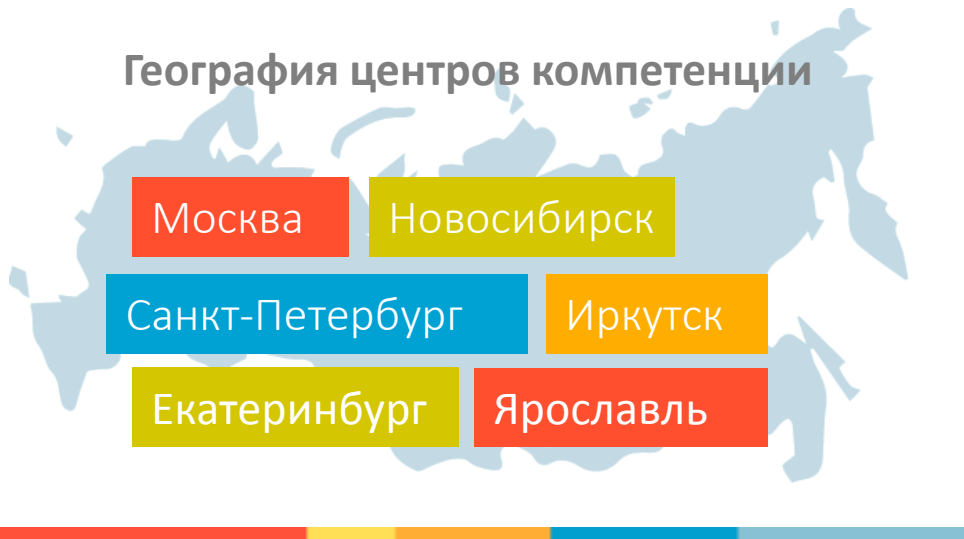 География центров компетенции
Москва
Новосибирск
Санкт-Петербург
Иркутск
Екатеринбург
Ярославль